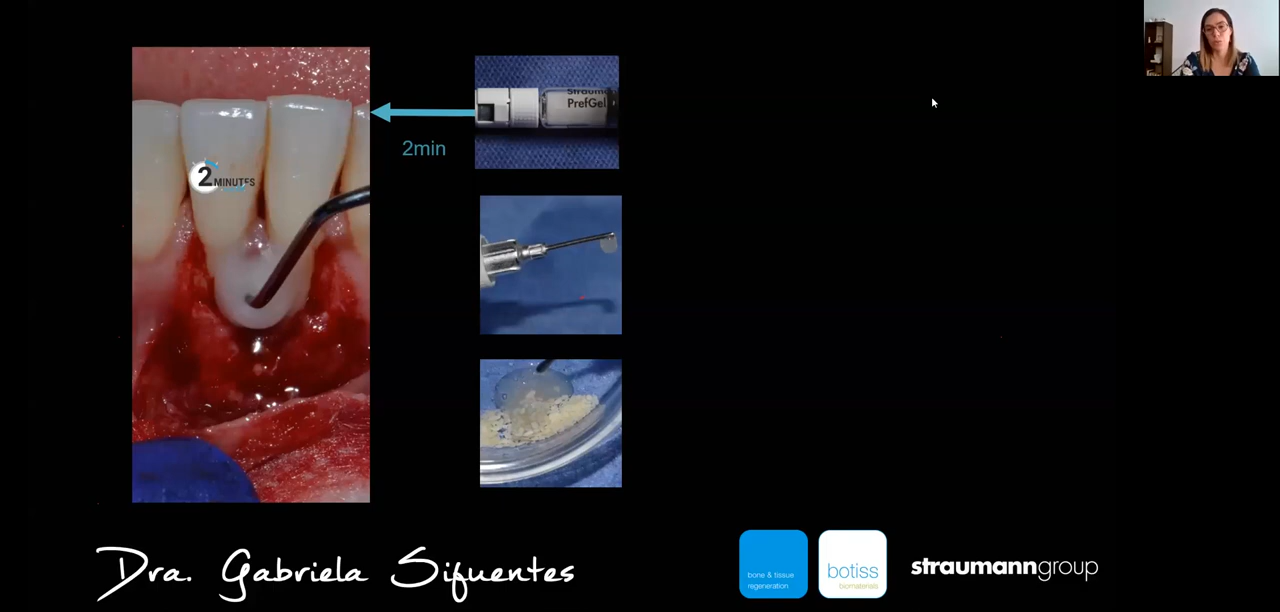 2 MINUTES
2min
Straumann
PrefGel
Dra. Gabriela Sifuentes
bone & tissue
regeneration
botiss
biomaterials
straumanngroup